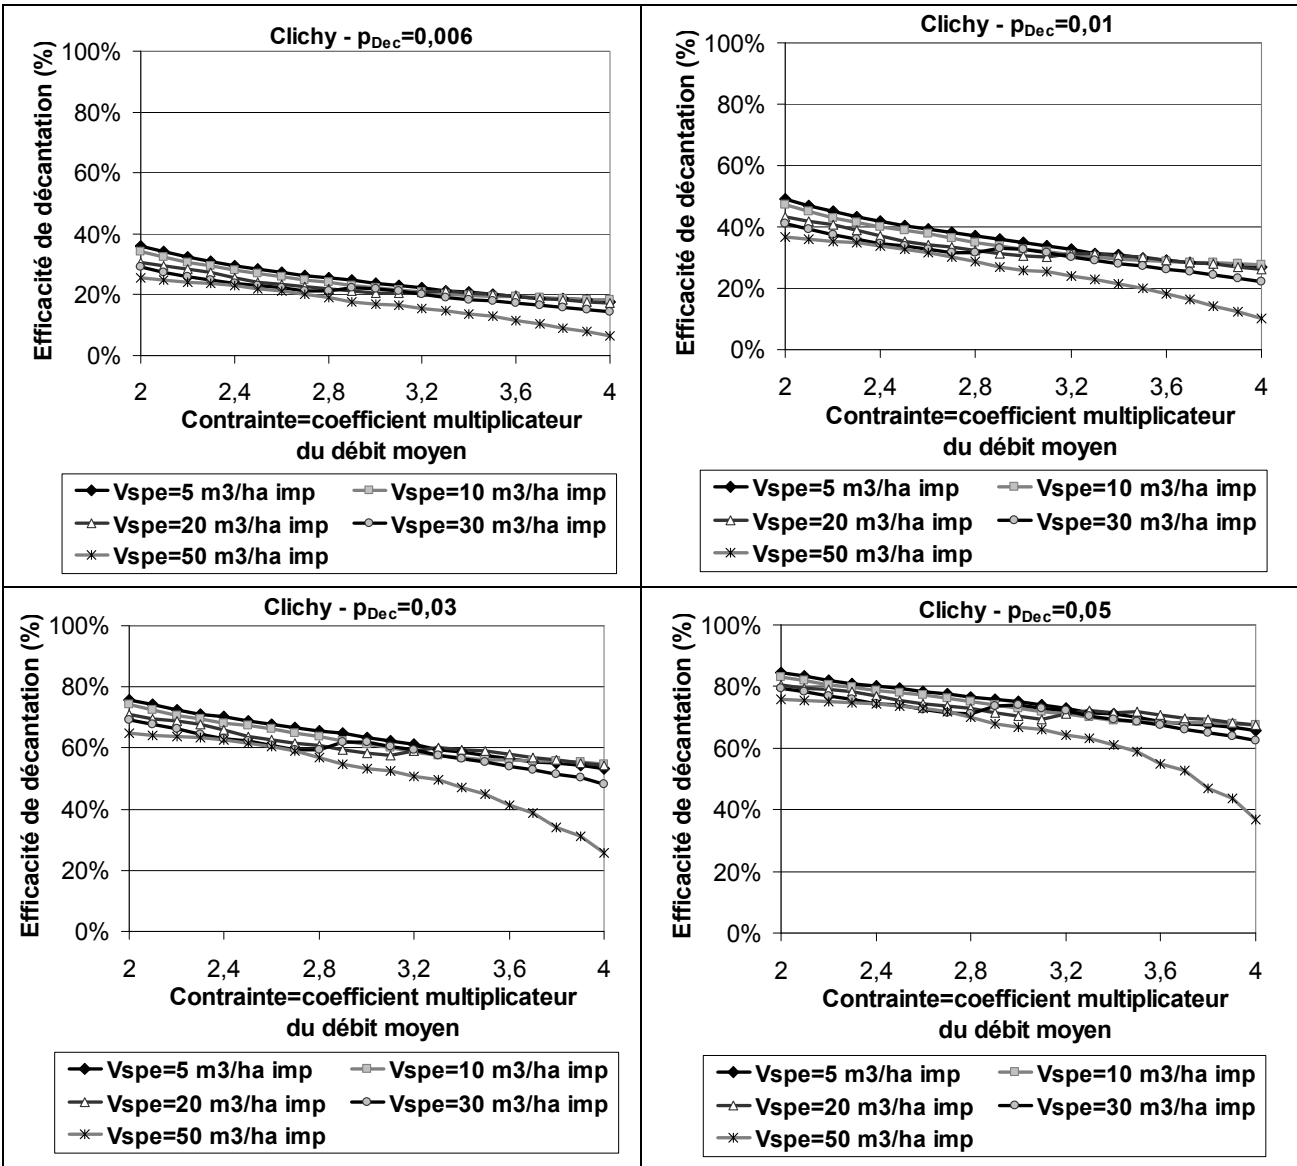 Clichy - pDec=0,006
Efficacité de décantation (%)
100%
80%
60%
40%
20%
0%
2 2,4 2,8 3,2 3,6 4
Contrainte=coefficient multiplicateur
du débit moyen
Vspe=5 m3/ha imp Vspe=10 m3/ha imp
Vspe=20 m3/ha imp Vspe=30 m3/ha imp
Vspe=50 m3/ha imp
Clichy - pDec=0,01
Efficacité de décantation (%)
100%
80%
60%
40%
20%
0%
2 2,4 2,8 3,2 3,6 4
Contrainte=coefficient multiplicateur
du débit moyen
Vspe=5 m3/ha imp Vspe=10 m3/ha imp
Vspe=20 m3/ha imp Vspe=30 m3/ha imp
Vspe=50 m3/ha imp
Clichy - pDec=0,03
Efficacité de décantation (%)
100%
80%
60%
40%
20%
0%
2 2,4 2,8 3,2 3,6 4
Contrainte=coefficient multiplicateur
du débit moyen
Vspe=5 m3/ha imp Vspe=10 m3/ha imp
Vspe=20 m3/ha imp Vspe=30 m3/ha imp
Vspe=50 m3/ha imp
Clichy - pDec=0,05
Efficacité de décantation (%)
100%
80%
60%
40%
20%
0%
2 2,4 2,8 3,2 3,6 4
Contrainte=coefficient multiplicateur
du débit moyen
Vspe=5 m3/ha imp Vspe=10 m3/ha imp
Vspe=20 m3/ha imp Vspe=30 m3/ha imp
Vspe=50 m3/ha imp